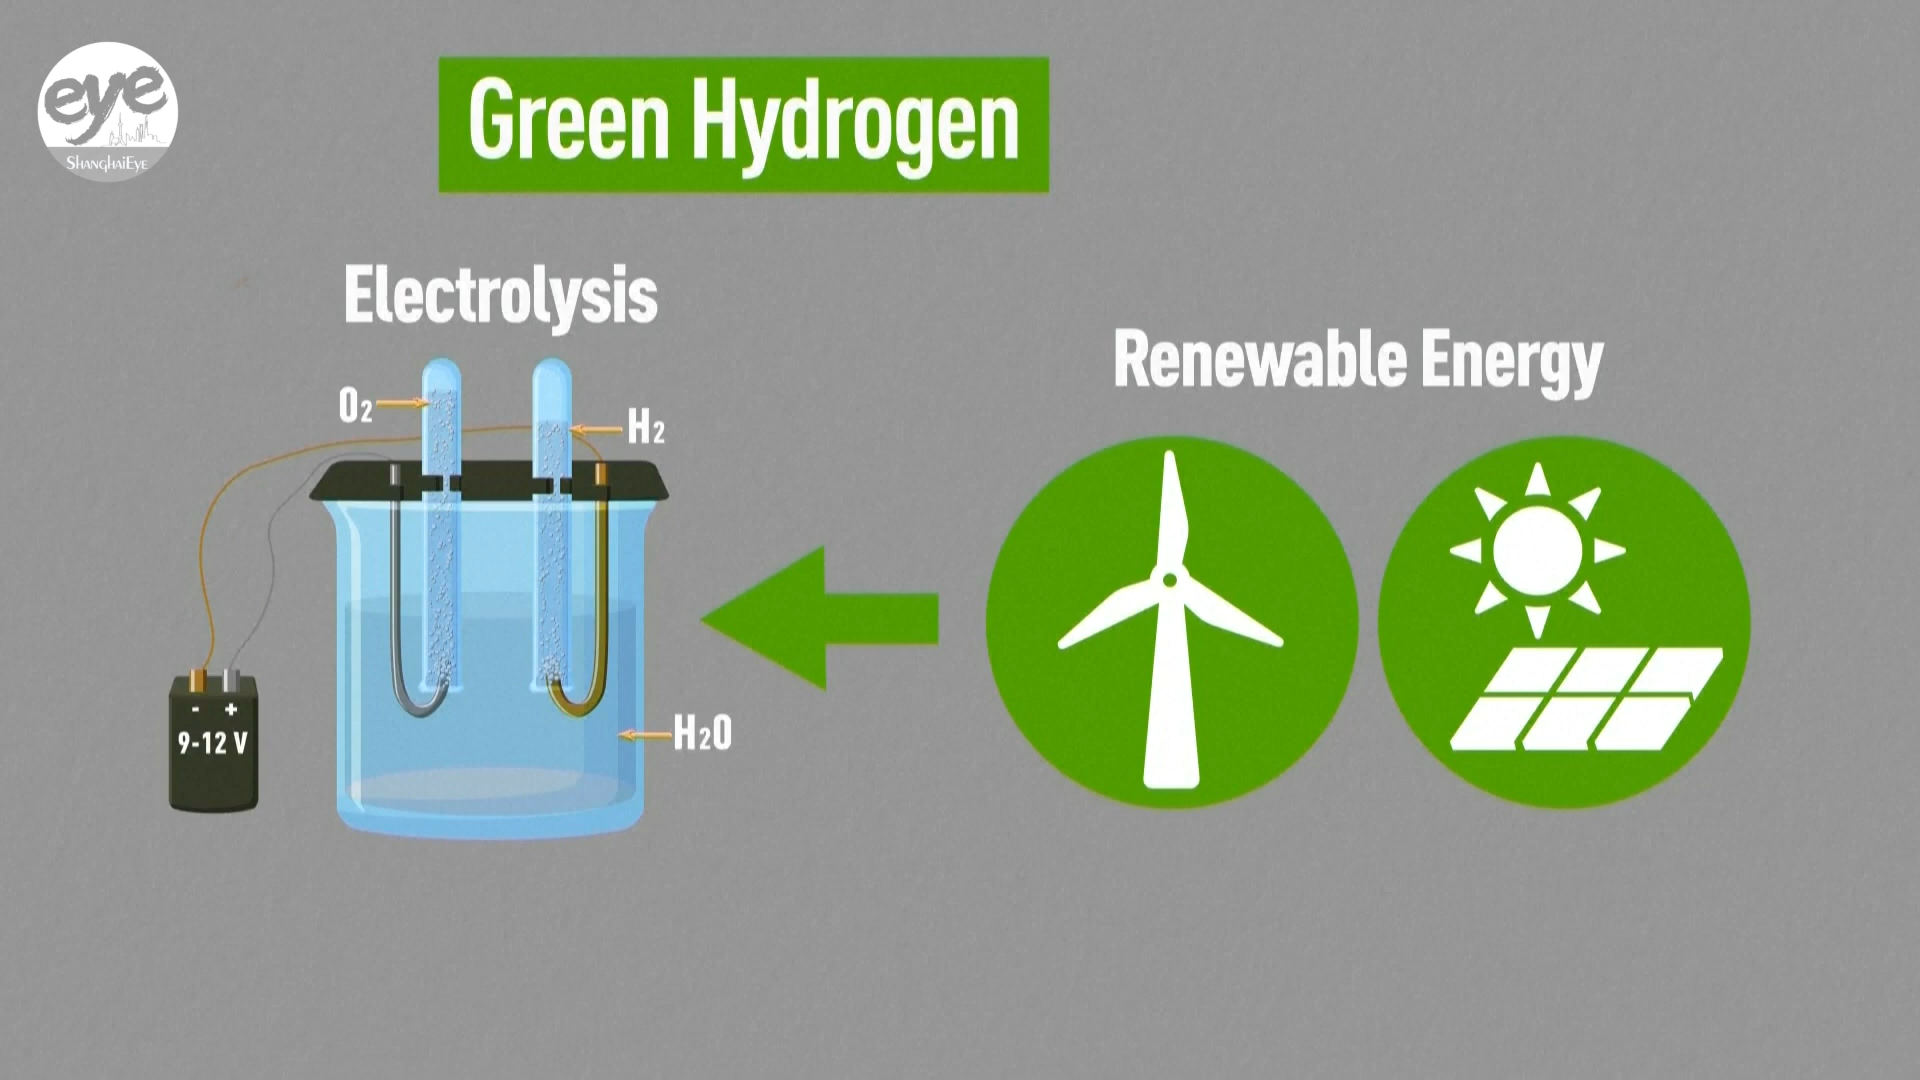 eye
ShanghaiEye
Green Hydrogen
Electrolysis
Renewable Energy
O2
H2
- +
9-12 V
H2O